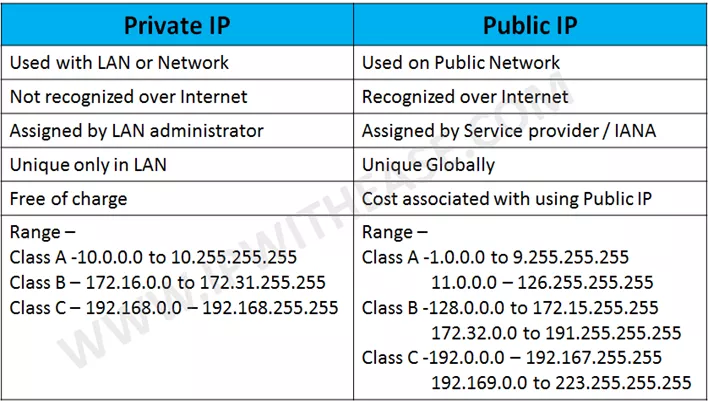 Private IP
Public IP
Used with LAN or Network
Used on Public Network
Not recognized over Internet
Recognized over Internet
Assigned by LAN administrator
Assigned by Service provider / IANA
Unique only in LAN
Unique Globally
Free of charge
Cost associated with using Public IP
Range –
Class A -10.0.0.0 to 10.255.255.255
Class B – 172.16.0.0 to 172.31.255.255
Class C – 192.168.0.0 – 192.168.255.255
Range –
Class A -1.0.0.0 to 9.255.255.255
11.0.0.0 – 126.255.255.255
Class B -128.0.0.0 to 172.15.255.255
172.32.0.0 to 191.255.255.255
Class C -192.0.0.0 – 192.167.255.255
192.169.0.0 to 223.255.255.255
WWW.IPWITHEASE.COM